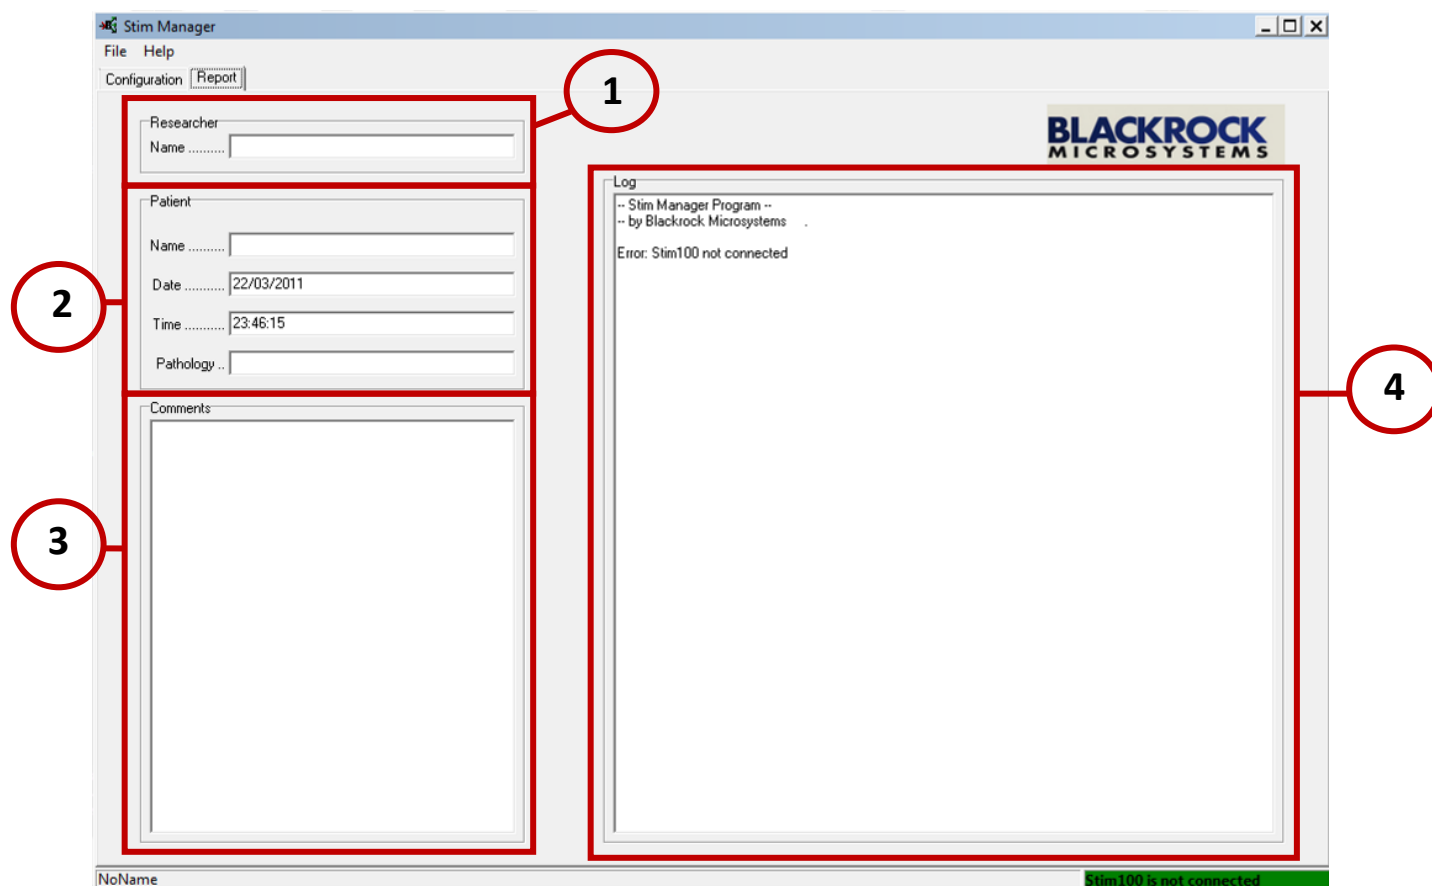 Stim Manager
File Help
Configuration Report
1
Researcher
Name ..........
BLACKROCK
MICROSYSTEMS
2
Patient
Name ..........
Date ........... 22/03/2011
Time ........... 23:46:15
Pathology ..
3
Comments
4
Log
-- Stim Manager Program --
-- by Blackrock Microsystems .
Error: Stim100 not connected
NoName
Stim100 is not connected